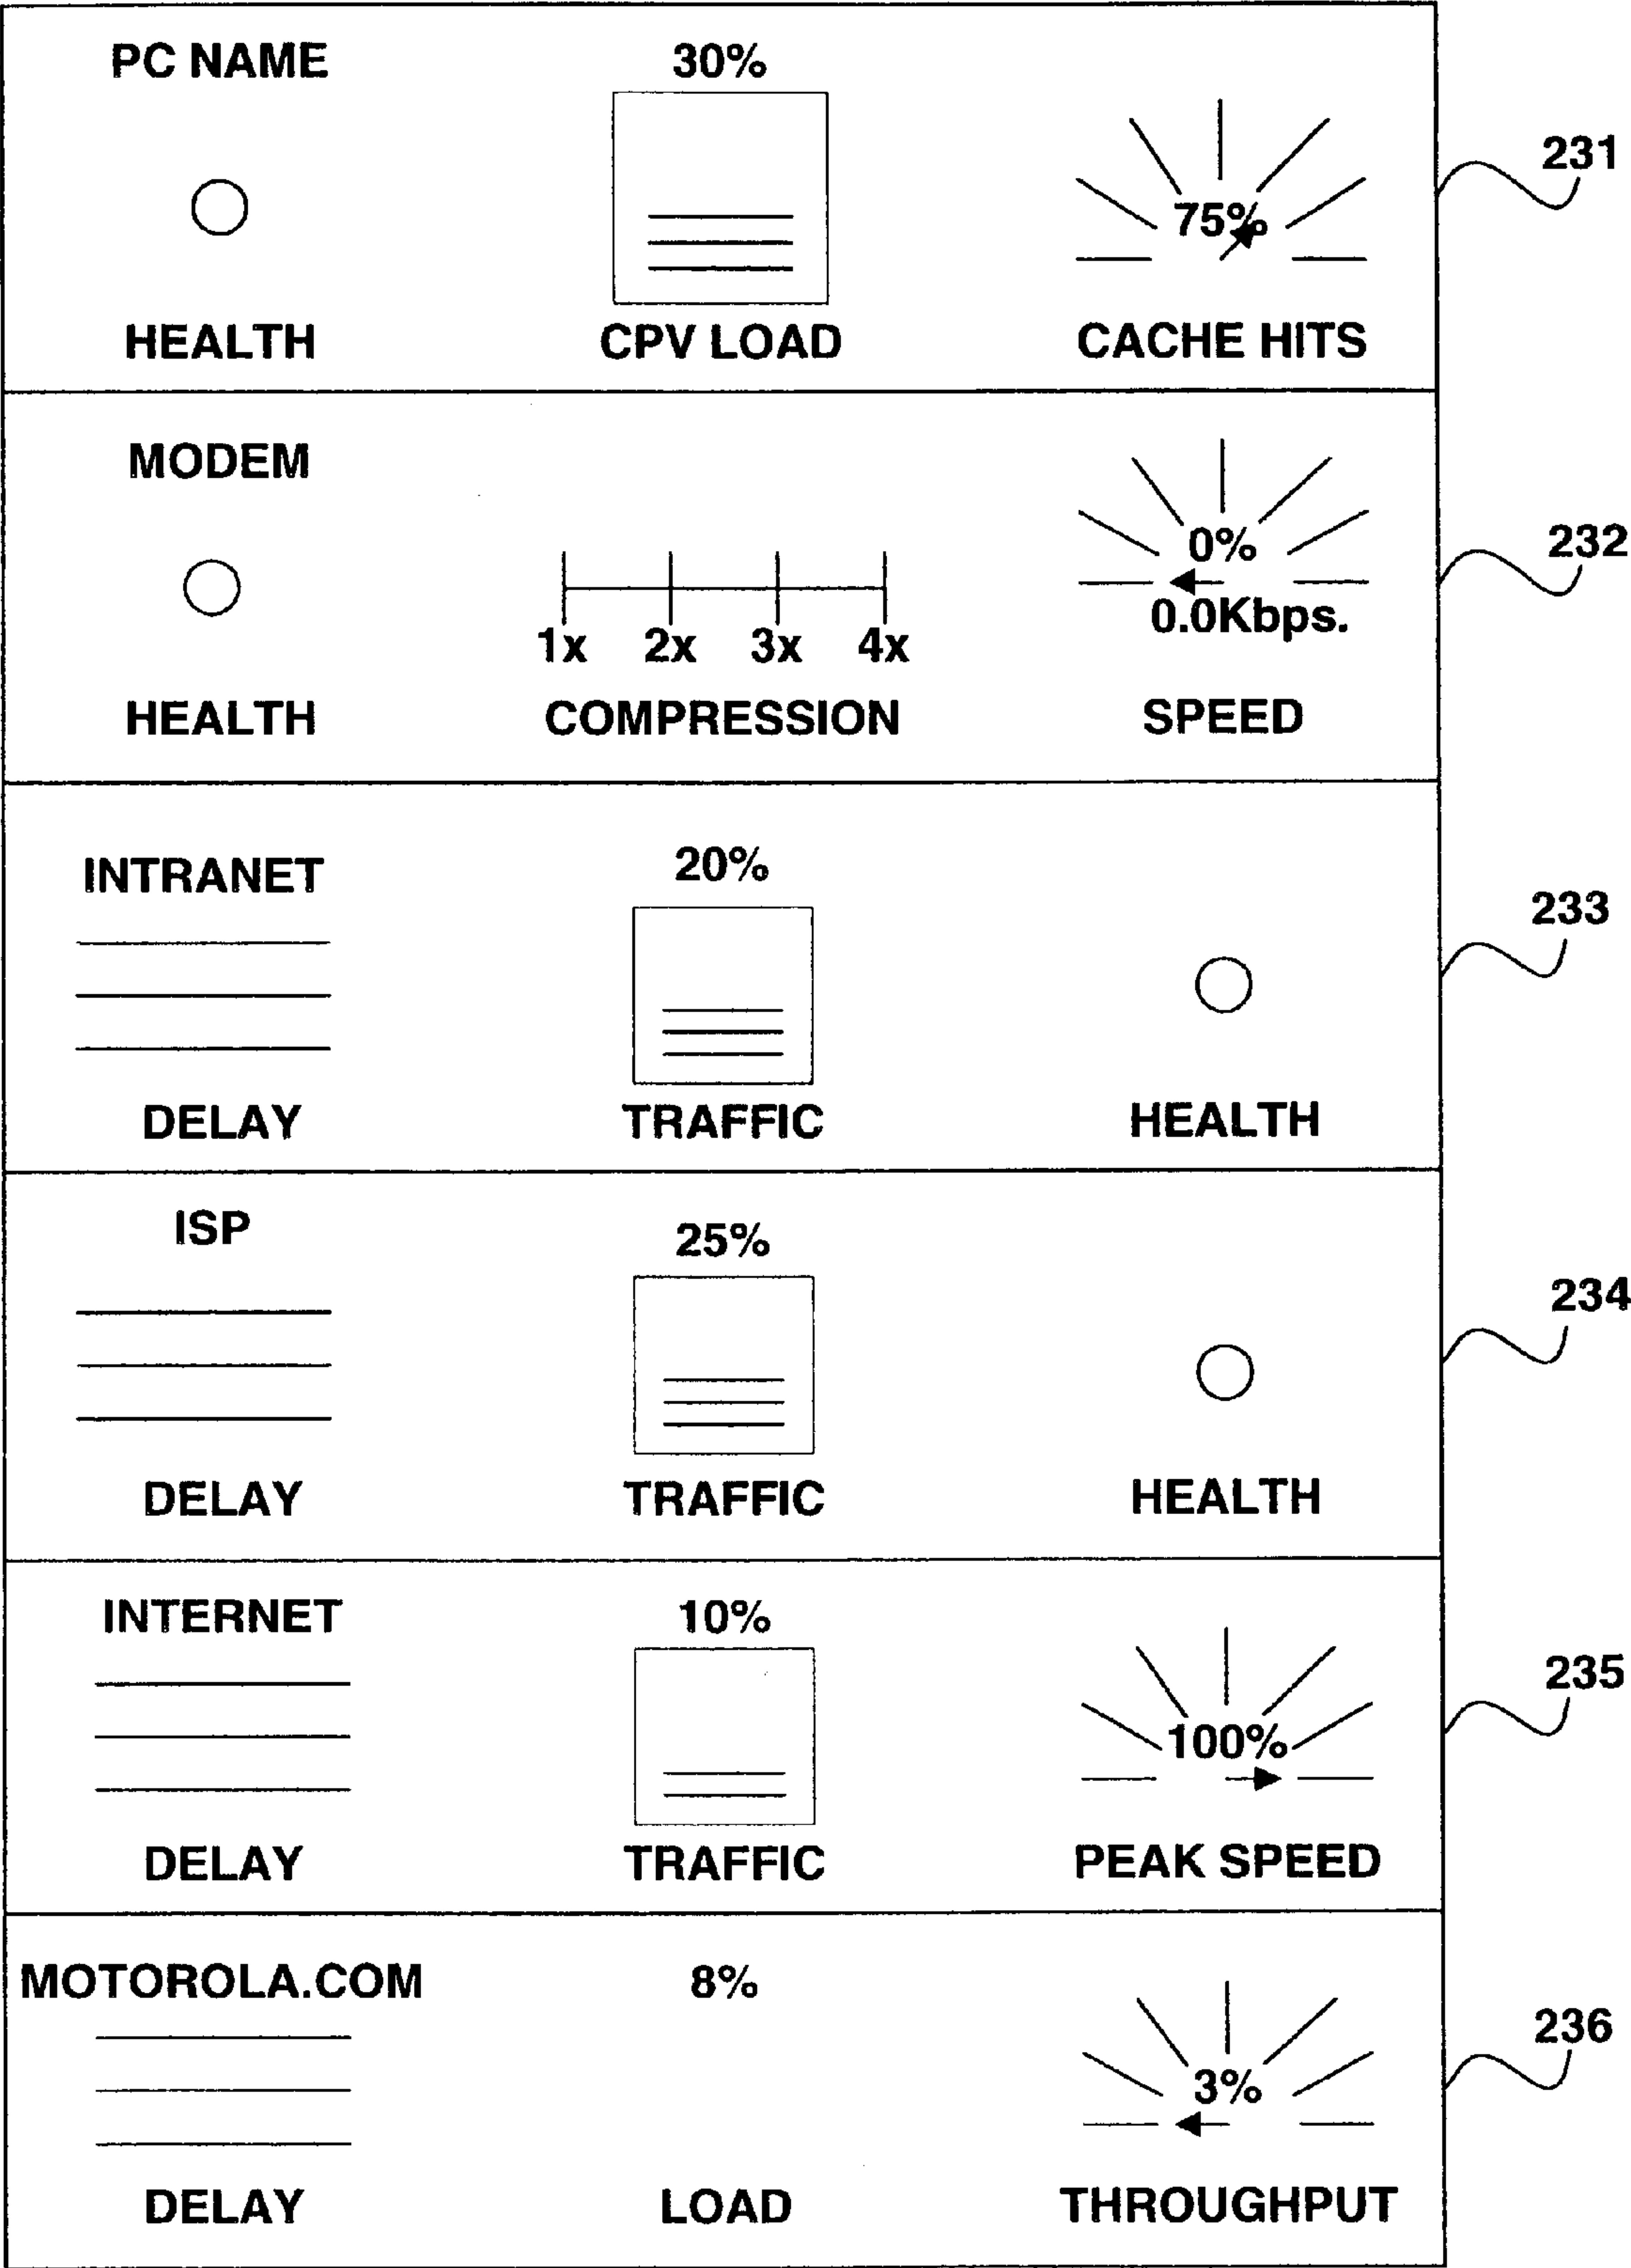 PC NAME
30%
75%
231
HEALTH
CPV LOAD
CACHE HITS
MODEM
0%
232
0.0Kbps.
1x 2x 3x 4x
HEALTH
COMPRESSION
SPEED
INTRANET
20%
233
DELAY
TRAFFIC
HEALTH
ISP
25%
234
DELAY
TRAFFIC
HEALTH
INTERNET
10%
100%
235
DELAY
TRAFFIC
PEAK SPEED
MOTOROLA.COM
8%
3%
236
DELAY
LOAD
THROUGHPUT